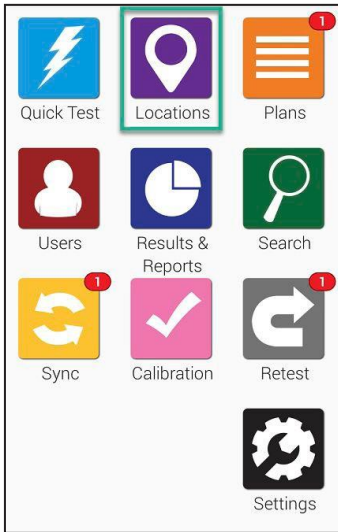 1
Quick Test
Locations
Plans
Users
Results &
Reports
Search
1
1
Sync
Calibration
Retest
Settings